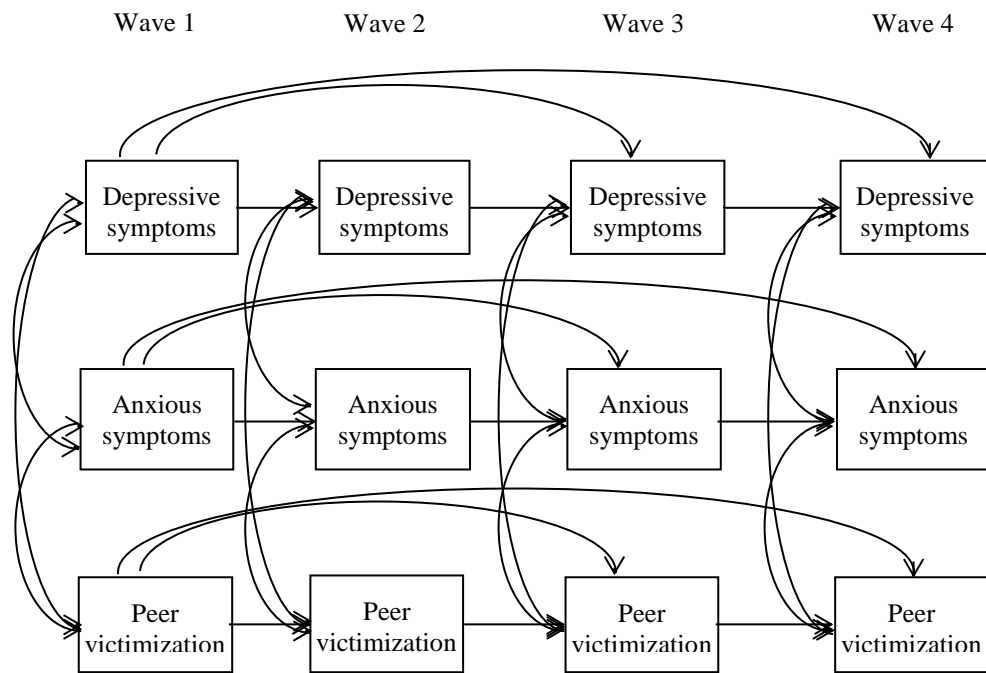 Wave 1 Wave 2 Wave 3 Wave 4
Depressive symptoms
Depressive symptoms
Depressive symptoms
Depressive symptoms
Anxious symptoms
Anxious symptoms
Anxious symptoms
Anxious symptoms
Peer victimization
Peer victimization
Peer victimization
Peer victimization